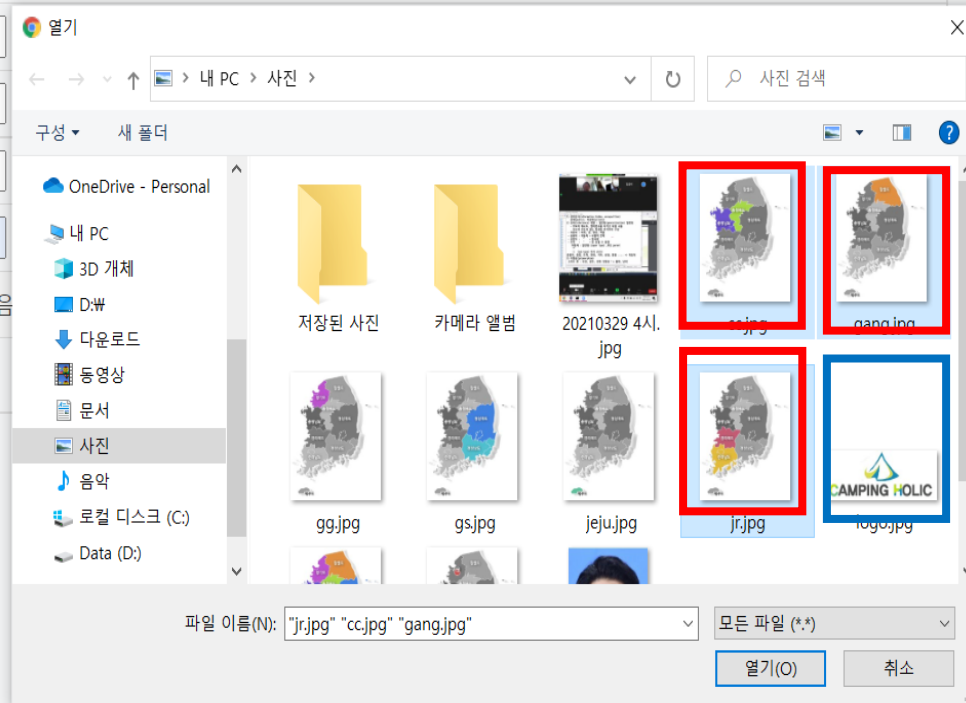 열기
내 PC > 사진 >
사진 검색
구성
새 폴더
OneDrive - Personal
내 PC
3D 개체
D:₩
다운로드
동영상
문서
사진
음악
로컬 디스크 (C:)
Data (D:)
저장된 사진
카메라 앨범
20210329 4시.
jpg
cc.jpg
gang.jpg
gg.jpg
gs.jpg
jeju.jpg
jr.jpg
CAMPING HOLIC
logo.jpg
파일 이름(N):
"jr.jpg" "cc.jpg" "gang.jpg"
모든 파일 (*.*)
열기(O)
취소